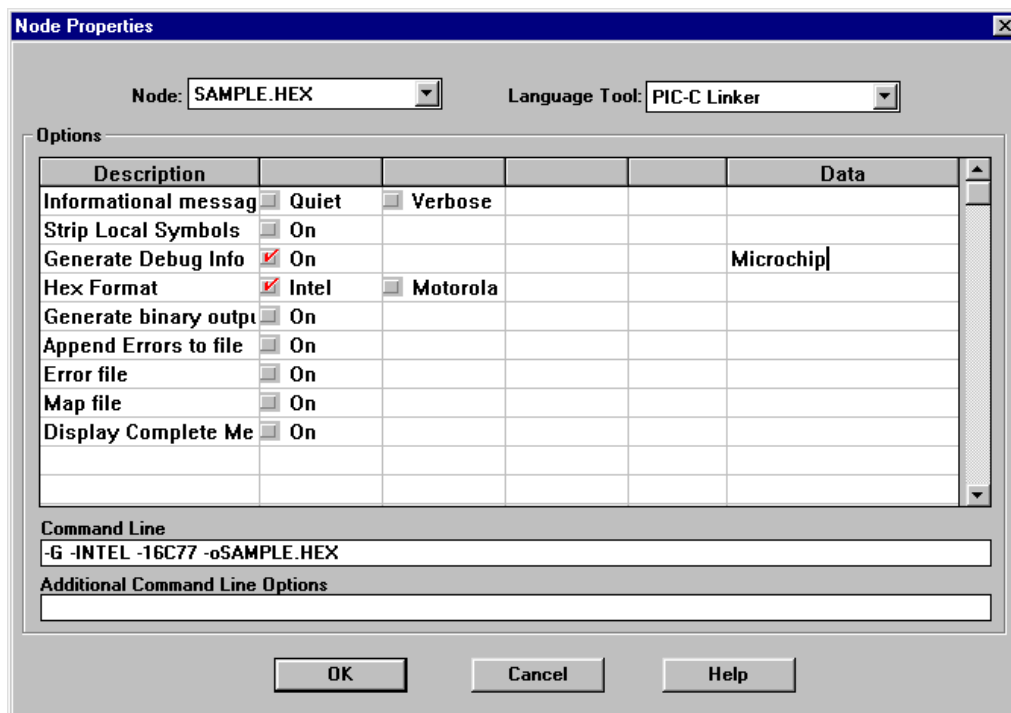 Node Properties
Node: SAMPLE.HEX Language Tool: PIC-C Linker
Options
Description Data
Informational messag Quiet Verbose
Strip Local Symbols On
Generate Debug Info On Microchip
Hex Format Intel Motorola
Generate binary outpu On
Append Errors to file On
Error file On
Map file On
Display Complete Me On
Command Line
-G -INTEL -16C77 -oSAMPLE.HEX
Additional Command Line Options
OK Cancel Help